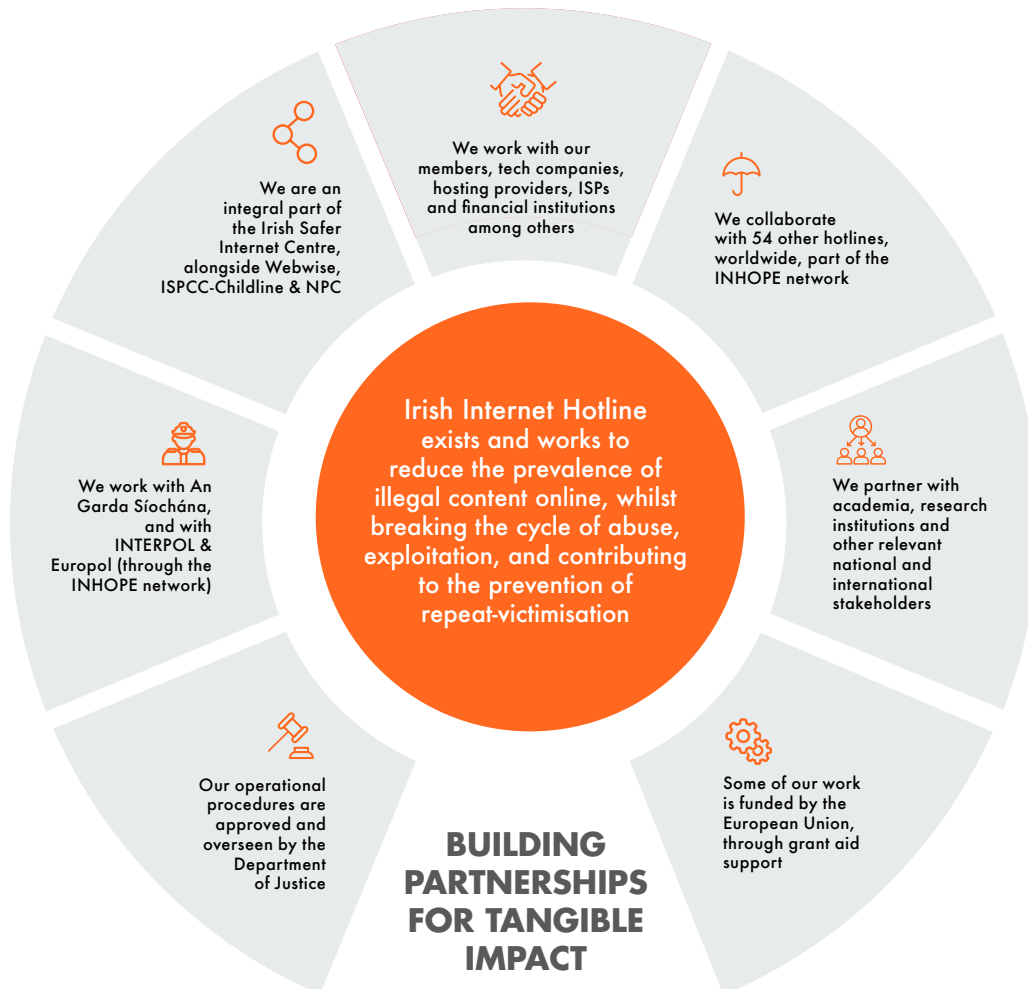 We work with our
members, tech companies,
hosting providers, ISPs
and financial institutions
among others
We collaborate
with 54 other hotlines,
worldwide, part of the
INHOPE network
We partner with
academia, research
institutions and
other relevant
national and
international
stakeholders
Some of our work
is funded by the
European Union,
through grant aid
support
Our operational
procedures are
approved and
overseen by the
Department
of Justice
We work with An
Garda Síochána,
and with
INTERPOL &
Europol (through the
INHOPE network)
We are an
integral part of
the Irish Safer
Internet Centre,
alongside Webwise,
ISPCC-Childline & NPC
Irish Internet Hotline
exists and works to
reduce the prevalence of
illegal content online, whilst
breaking the cycle of abuse,
exploitation, and contributing
to the prevention of
repeat-victimisation
BUILDING
PARTNERSHIPS
FOR TANGIBLE
IMPACT